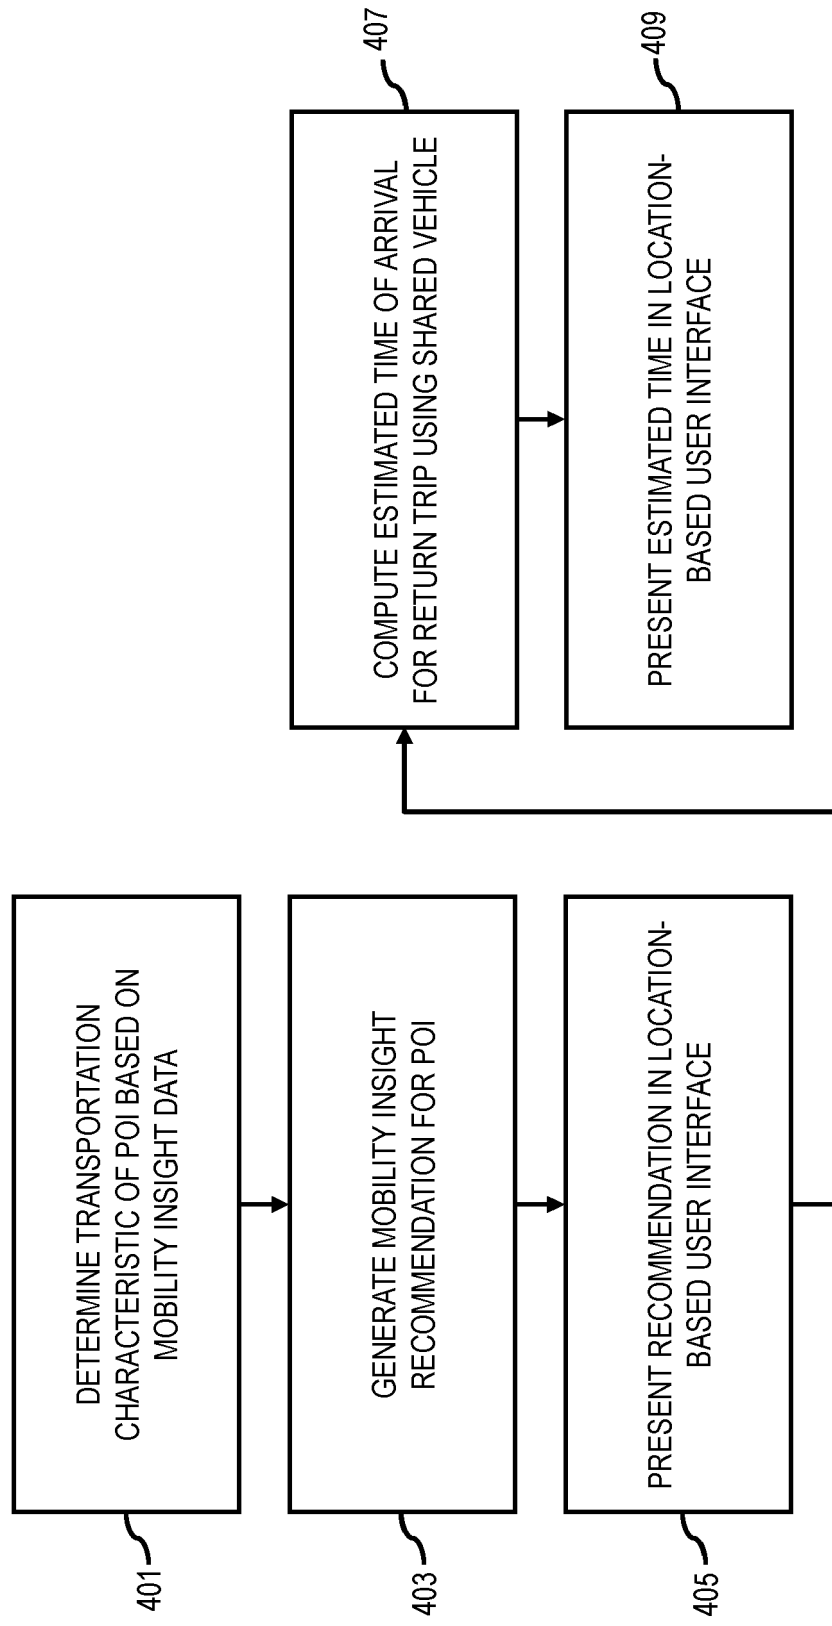 401
DETERMINE TRANSPORTATION
CHARACTERISTIC OF POI BASED ON
MOBILITY INSIGHT DATA
403
GENERATE MOBILITY INSIGHT
RECOMMENDATION FOR POI
405
PRESENT RECOMMENDATION IN LOCATION-
BASED USER INTERFACE
407
COMPUTE ESTIMATED TIME OF ARRIVAL
FOR RETURN TRIP USING SHARED VEHICLE
409
PRESENT ESTIMATED TIME IN LOCATION-
BASED USER INTERFACE